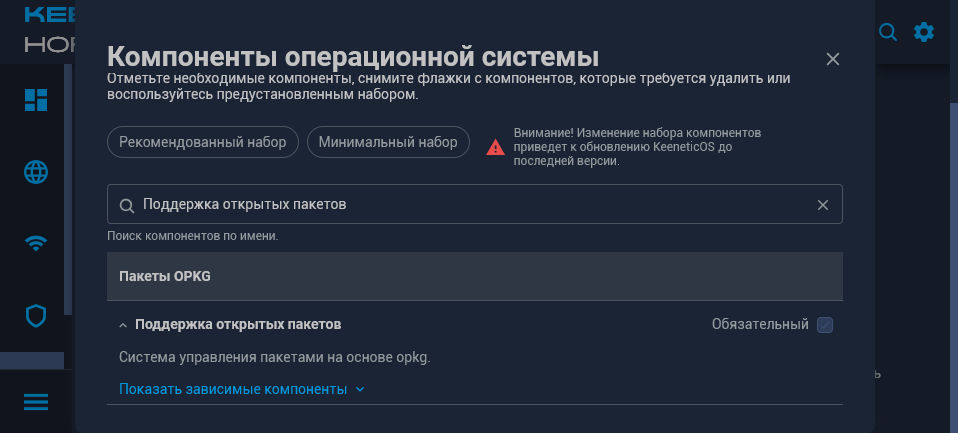 Компоненты операционной системы
Отметьте необходимые компоненты, снимите флажки с компонентов, которые требуется удалить или
воспользуйтесь предустановленным набором.
Рекомендованный набор
Минимальный набор
Внимание! Изменение набора компонентов
приведет к обновлению KeeneticOS до
последней версии.
Поддержка открытых пакетов
Поиск компонентов по имени.
Пакеты OPKG
Поддержка открытых пакетов
Обязательный
Система управления пакетами на основе opkg.
Показать зависимые компоненты